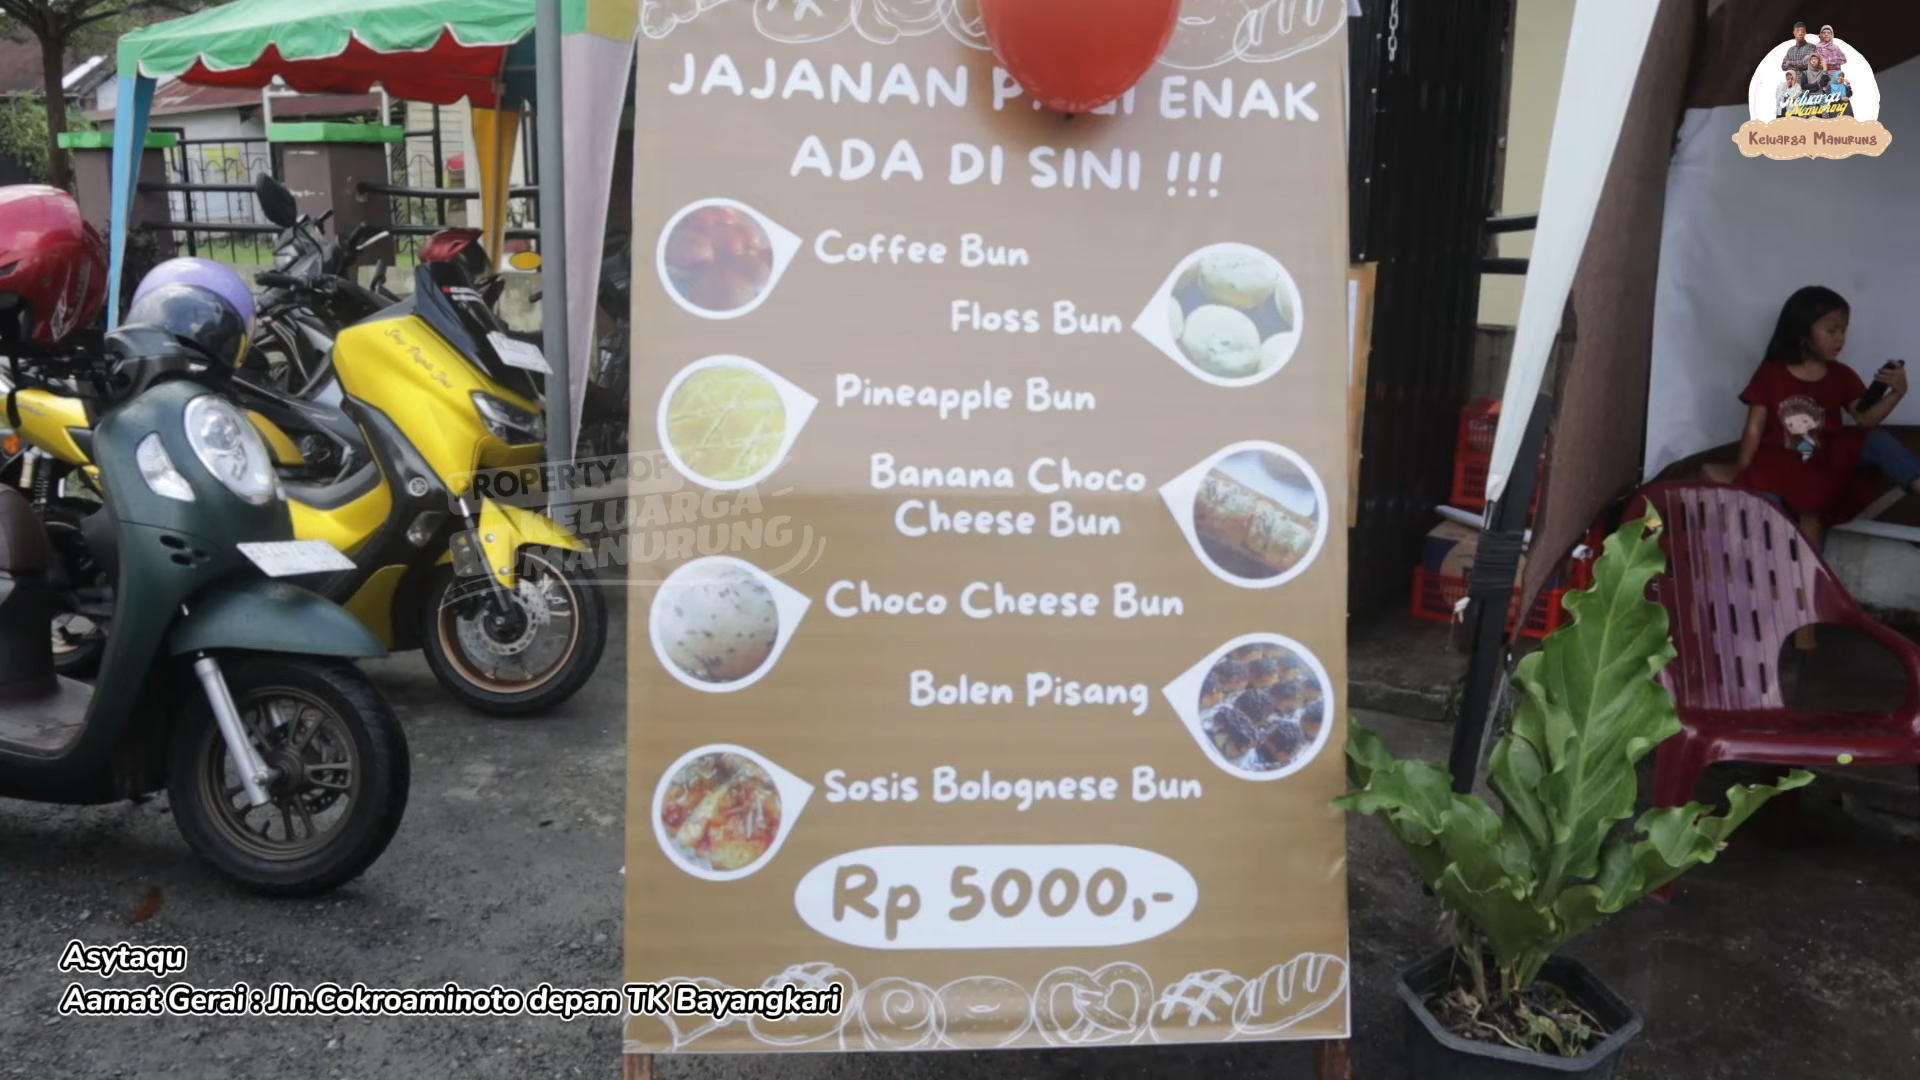 JAJANAN ENAK
ADA DI SINI !!!
Coffee Bun
Floss Bun
Pineapple Bun
Banana Choco
Cheese Bun
Choco Cheese Bun
Bolen Pisang
Sosis Bolognese Bun
Rp 5000,-
Keluarga
Manurung
Keluarga Manurung
PROPERTY OF
KELUARGA
MANURUNG
Asytaqu
Aamat Gerai : Jln.Cokroaminoto depan TK Bayangkari